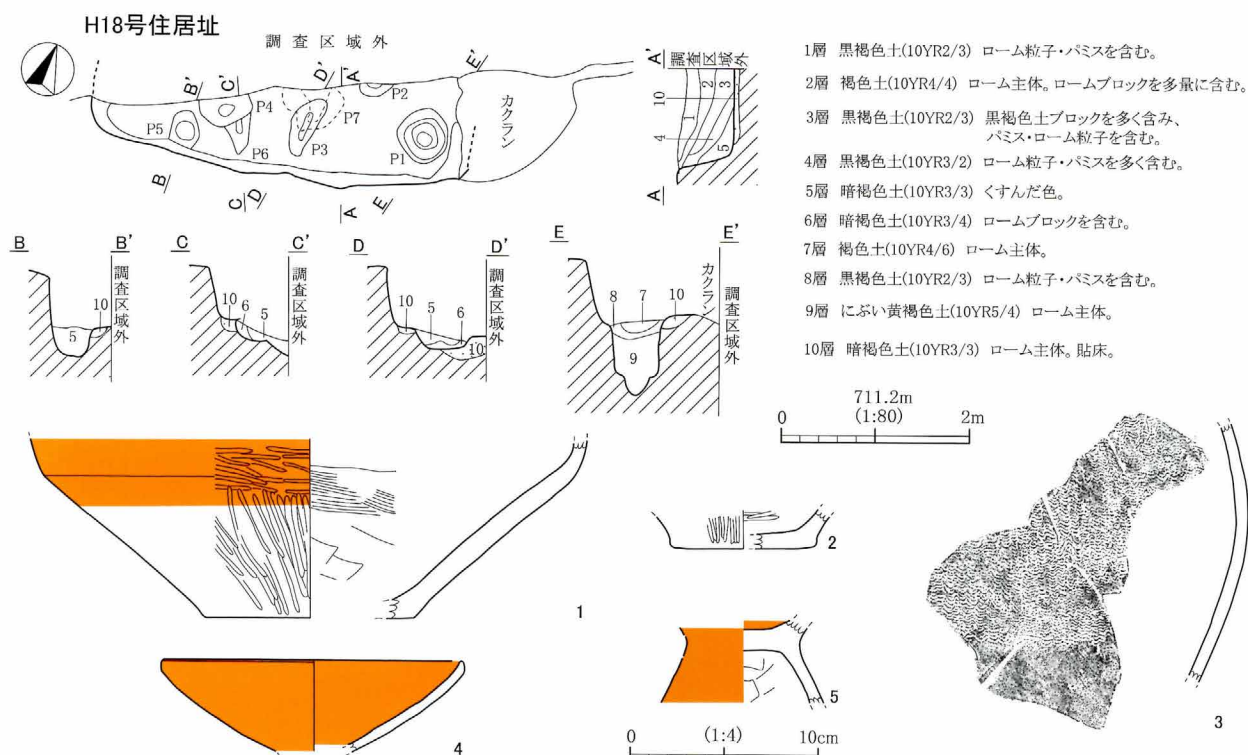 H18号住居址
調査区域外
B' C' D' A' E'
P5 P4 P6 P7 P3 P2 P1
カクラン
B C D A E
A' 調査区域外
10 1 2 3 4 5
A
1層 黒褐色土(10YR2/3) ローム粒子・パミスを含む。
2層 褐色土(10YR4/4) ローム主体。ロームブロックを多量に含む。
3層 黒褐色土(10YR2/3) 黒褐色土ブロックを多く含み、
パミス・ローム粒子を含む。
4層 黒褐色土(10YR3/2) ローム粒子・パミスを多く含む。
5層 暗褐色土(10YR3/3) くすんだ色。
6層 暗褐色土(10YR3/4) ロームブロックを含む。
7層 褐色土(10YR4/6) ローム主体。
8層 黒褐色土(10YR2/3) ローム粒子・パミスを含む。
9層 にぶい黄褐色土(10YR5/4) ローム主体。
10層 暗褐色土(10YR3/3) ローム主体。貼床。
B B'
調査区域外
10 5
C C'
調査区域外
10 6 5
D D'
調査区域外
10 5 6 10
E E'
カクラン
調査区域外
8 7 10 9
711.2m
0 (1:80) 2m
1
2
3
4
5
0 (1:4) 10cm